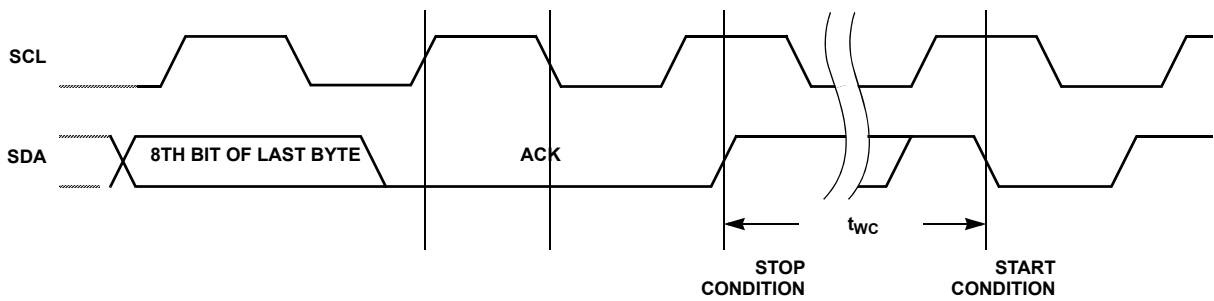 SCL
SDA
8TH BIT OF LAST BYTE
ACK
tWC
STOP
CONDITION
START
CONDITION